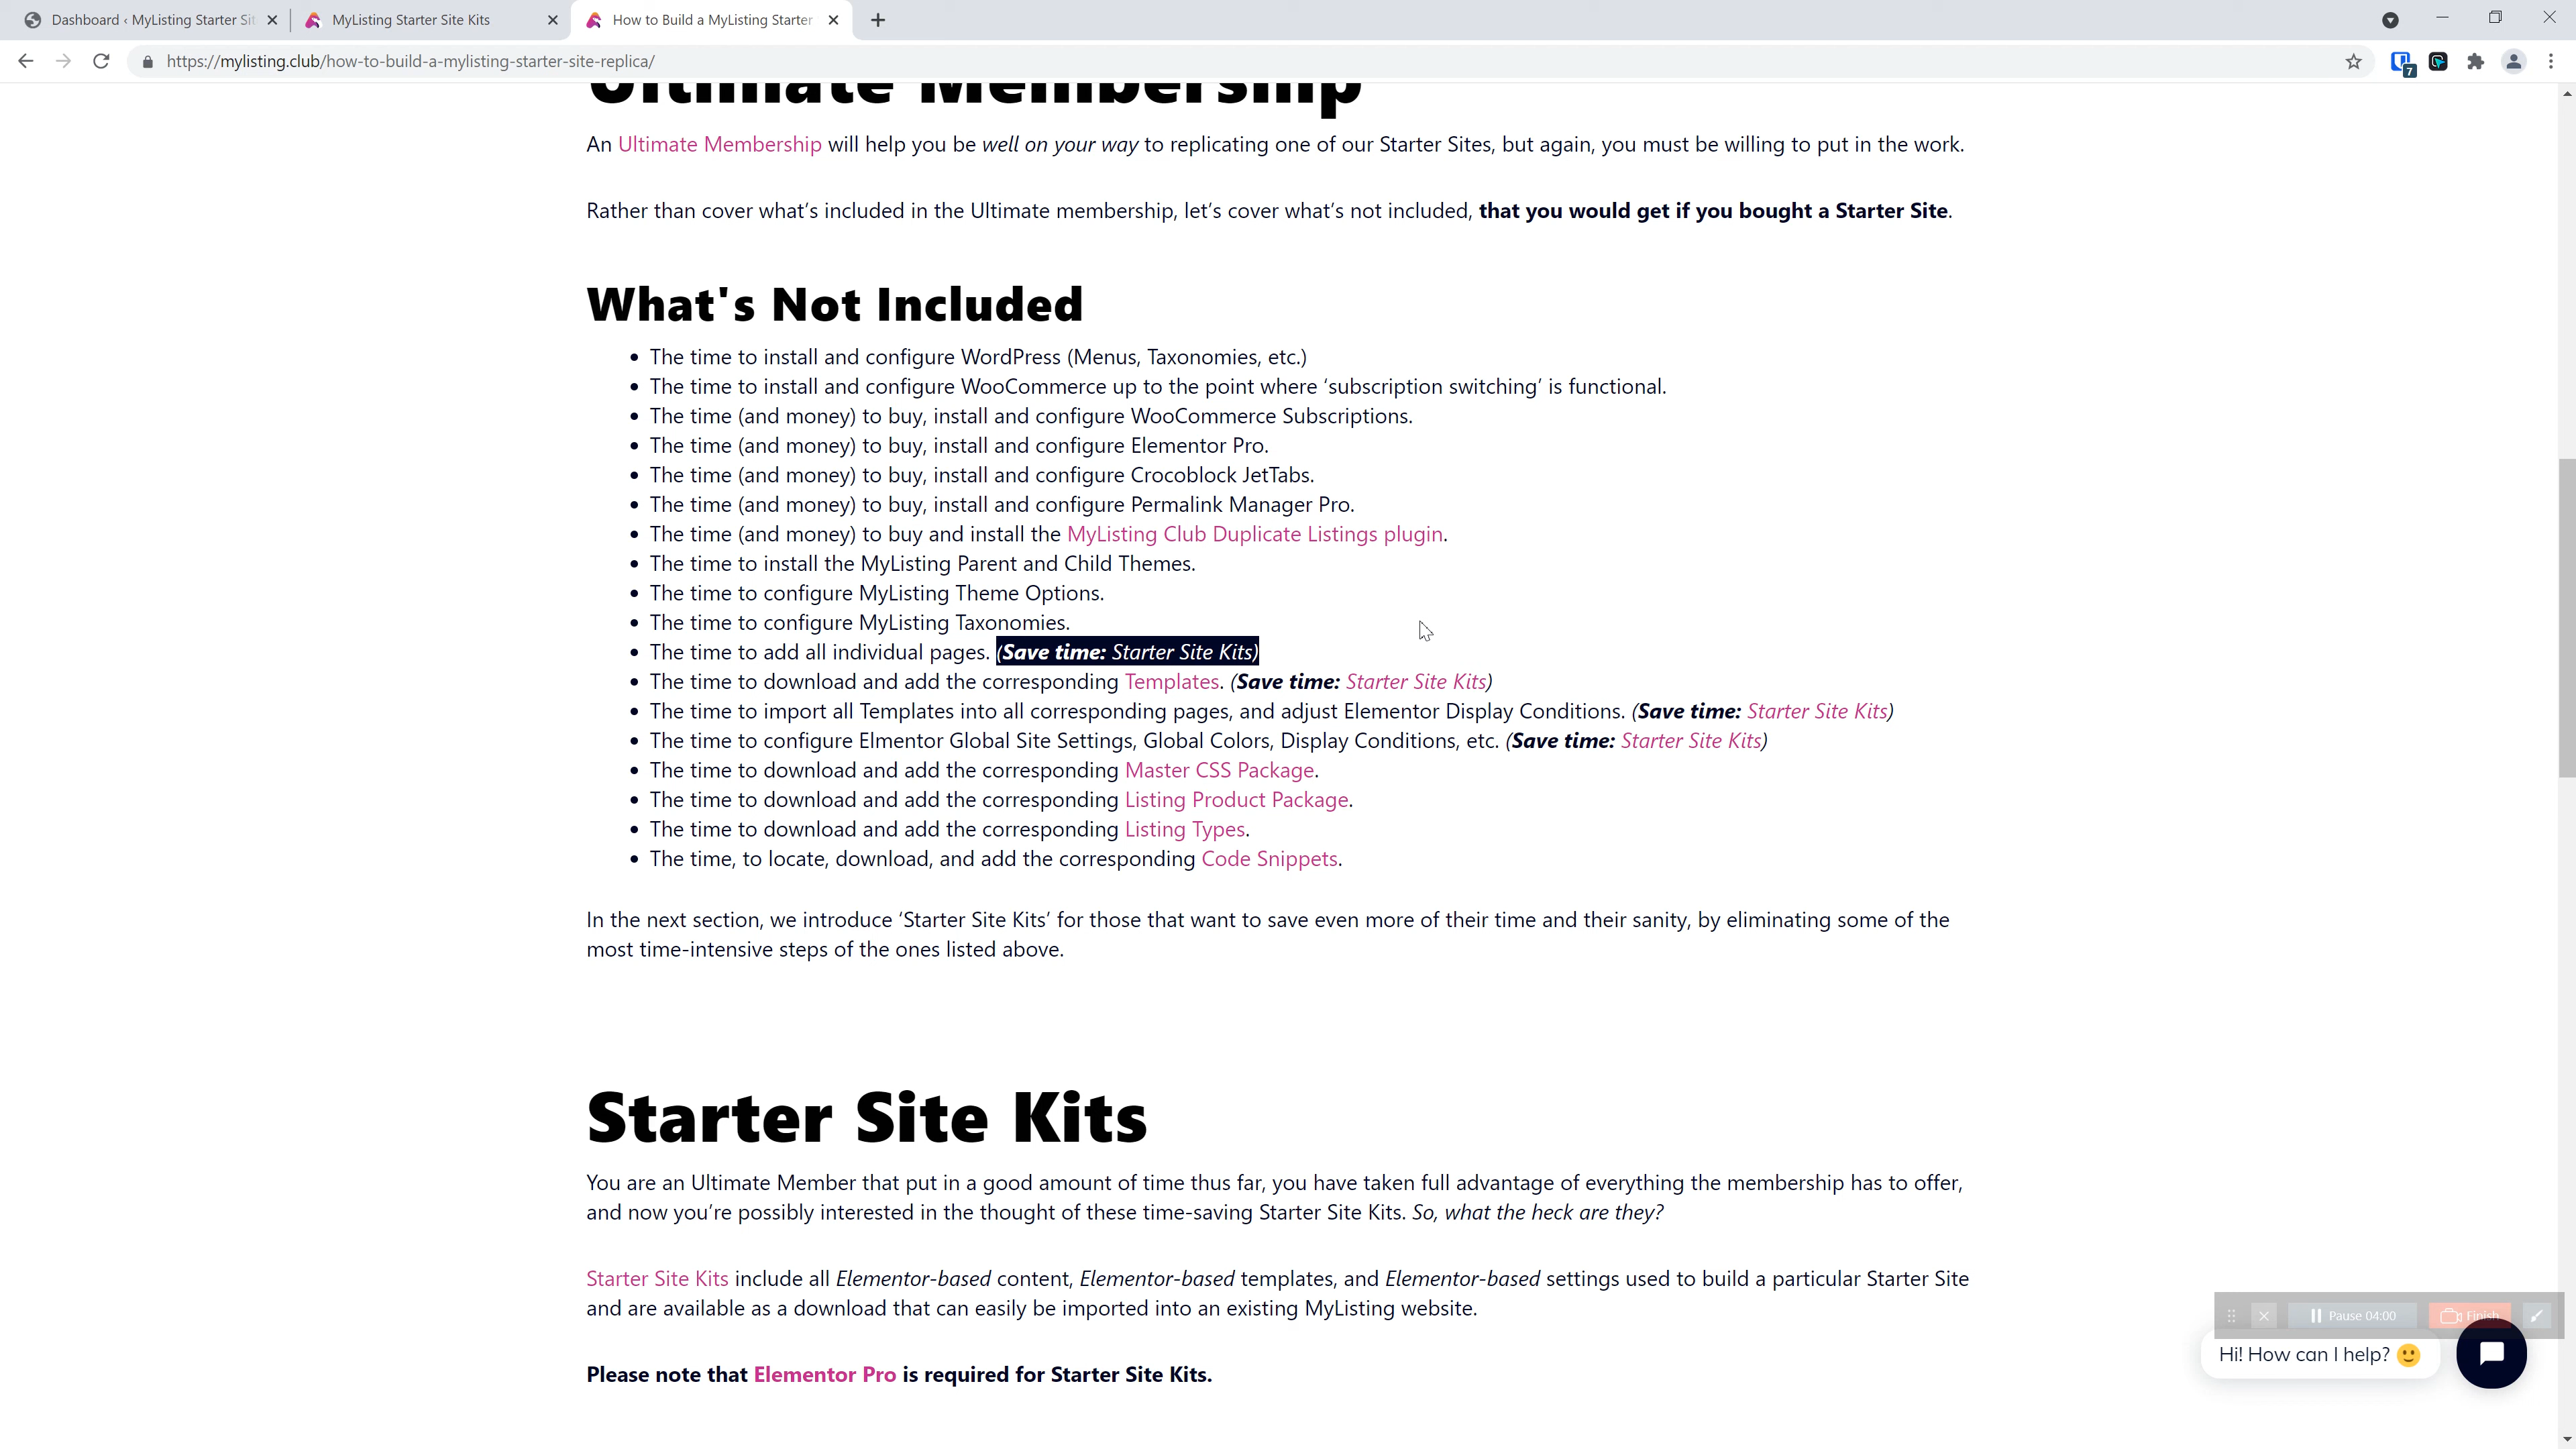 Dashboard ‹ MyListing Starter Sit
MyListing Starter Site Kits
How to Build a MyListing Starter
https://mylisting.club/how-to-build-a-mylisting-starter-site-replica/
7
Ultimate Membership
An Ultimate Membership will help you be well on your way to replicating one of our Starter Sites, but again, you must be willing to put in the work.
Rather than cover what’s included in the Ultimate membership, let’s cover what’s not included, that you would get if you bought a Starter Site.
What's Not Included
• The time to install and configure WordPress (Menus, Taxonomies, etc.)
• The time to install and configure WooCommerce up to the point where ‘subscription switching’ is functional.
• The time (and money) to buy, install and configure WooCommerce Subscriptions.
• The time (and money) to buy, install and configure Elementor Pro.
• The time (and money) to buy, install and configure Crocoblock JetTabs.
• The time (and money) to buy, install and configure Permalink Manager Pro.
• The time (and money) to buy and install the MyListing Club Duplicate Listings plugin.
• The time to install the MyListing Parent and Child Themes.
• The time to configure MyListing Theme Options.
• The time to configure MyListing Taxonomies.
• The time to add all individual pages. (Save time: Starter Site Kits)
• The time to download and add the corresponding Templates. (Save time: Starter Site Kits)
• The time to import all Templates into all corresponding pages, and adjust Elementor Display Conditions. (Save time: Starter Site Kits)
• The time to configure Elmentor Global Site Settings, Global Colors, Display Conditions, etc. (Save time: Starter Site Kits)
• The time to download and add the corresponding Master CSS Package.
• The time to download and add the corresponding Listing Product Package.
• The time to download and add the corresponding Listing Types.
• The time, to locate, download, and add the corresponding Code Snippets.
In the next section, we introduce ‘Starter Site Kits’ for those that want to save even more of their time and their sanity, by eliminating some of the
most time-intensive steps of the ones listed above.
Starter Site Kits
You are an Ultimate Member that put in a good amount of time thus far, you have taken full advantage of everything the membership has to offer,
and now you’re possibly interested in the thought of these time-saving Starter Site Kits. So, what the heck are they?
Starter Site Kits include all Elementor-based content, Elementor-based templates, and Elementor-based settings used to build a particular Starter Site
and are available as a download that can easily be imported into an existing MyListing website.
Pause 04:00
Finish
Hi! How can I help? 🙂
Please note that Elementor Pro is required for Starter Site Kits.